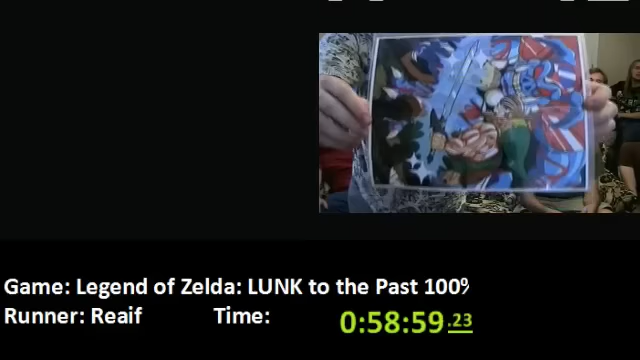 Game: Legend of Zelda: LUNK to the Past 100%
Runner: Reaif Time: 0:58:59.23